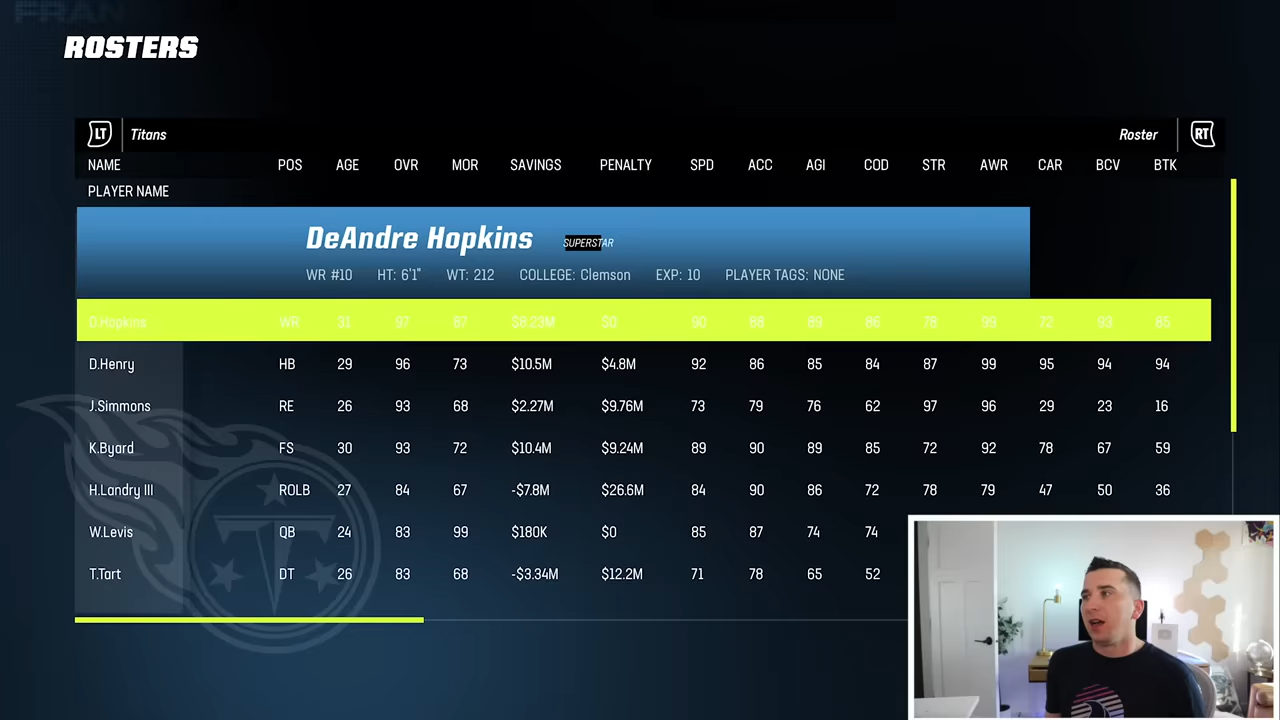 FRAN
ROSTERS
LT Titans Roster RT
NAME POS AGE OVR MOR SAVINGS PENALTY SPD ACC AGI COD STR AWR CAR BCV BTK
PLAYER NAME
DeAndre Hopkins SUPERSTAR
WR #10 HT: 6'1" WT: 212 COLLEGE: Clemson EXP: 10 PLAYER TAGS: NONE
D.Hopkins WR 31 97 87 $8.23M $0 90 88 89 86 78 99 72 93 85
D.Henry HB 29 96 73 $10.5M $4.8M 92 86 85 84 87 99 95 94 94
J.Simmons RE 26 93 68 $2.27M $9.76M 73 79 76 62 97 96 29 23 16
K.Byard FS 30 93 72 $10.4M $9.24M 89 90 89 85 72 92 78 67 59
H.Landry III ROLB 27 84 67 -$7.8M $26.6M 84 90 86 72 78 79 47 50 36
W.Levis QB 24 83 99 $180K $0 85 87 74 74
T.Tart DT 26 83 68 -$3.34M $12.2M 71 78 65 52